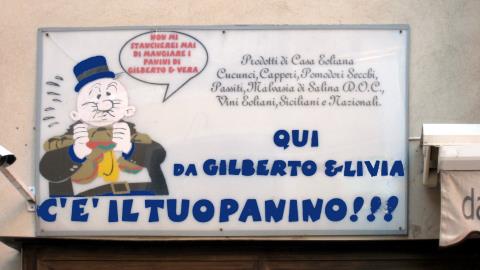 NON MI
STANCHEREI MAI
DI MANGIARE I
PANINI DI
GILBERTO & VERA
Prodotti di Casa Eoliana
Cucunci, Capperi, Pomodori Secchi,
Passiti, Malvasia di Salina D.O.C.,
Vini Eoliani, Siciliani e Nazionali.
QUI
DA GILBERTO & LIVIA
C'E' IL TUO PANINO!!!
da